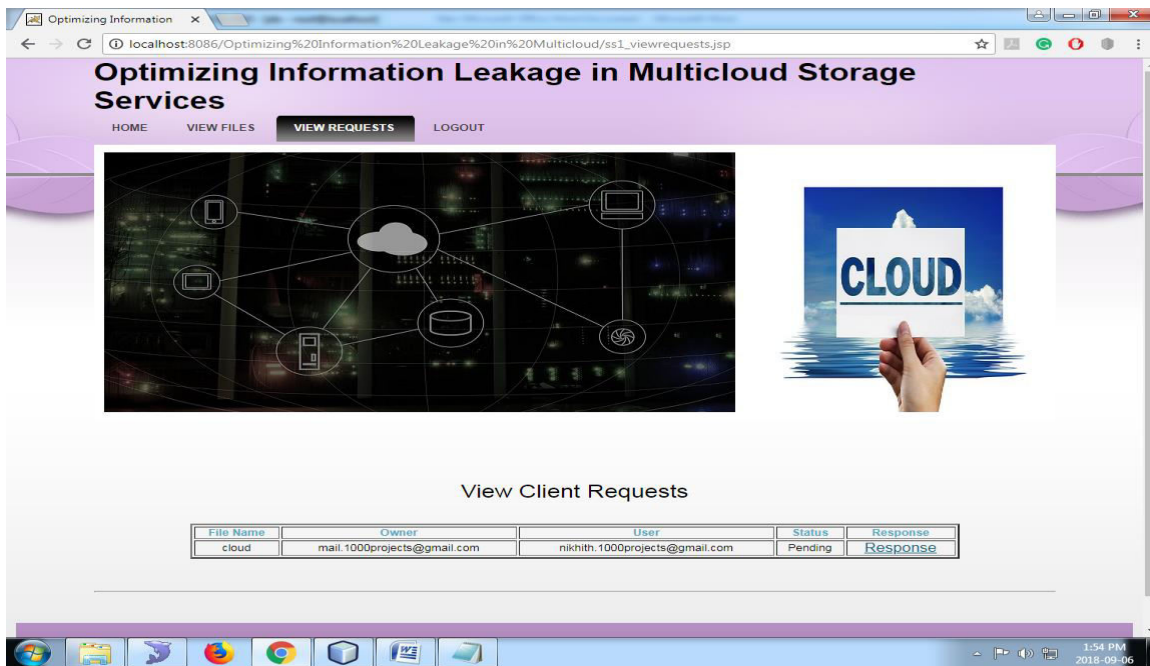 Optimizing Information
localhost:8086/Optimizing%20Information%20Leakage%20in%20Multicloud/ss1_viewrequests.jsp
Optimizing Information Leakage in Multicloud Storage
Services
HOME VIEW FILES VIEW REQUESTS LOGOUT
CLOUD
View Client Requests
File Name Owner User Status Response
cloud mail.1000projects@gmail.com nikhith.1000projects@gmail.com Pending Response
1:54 PM
2018-09-06